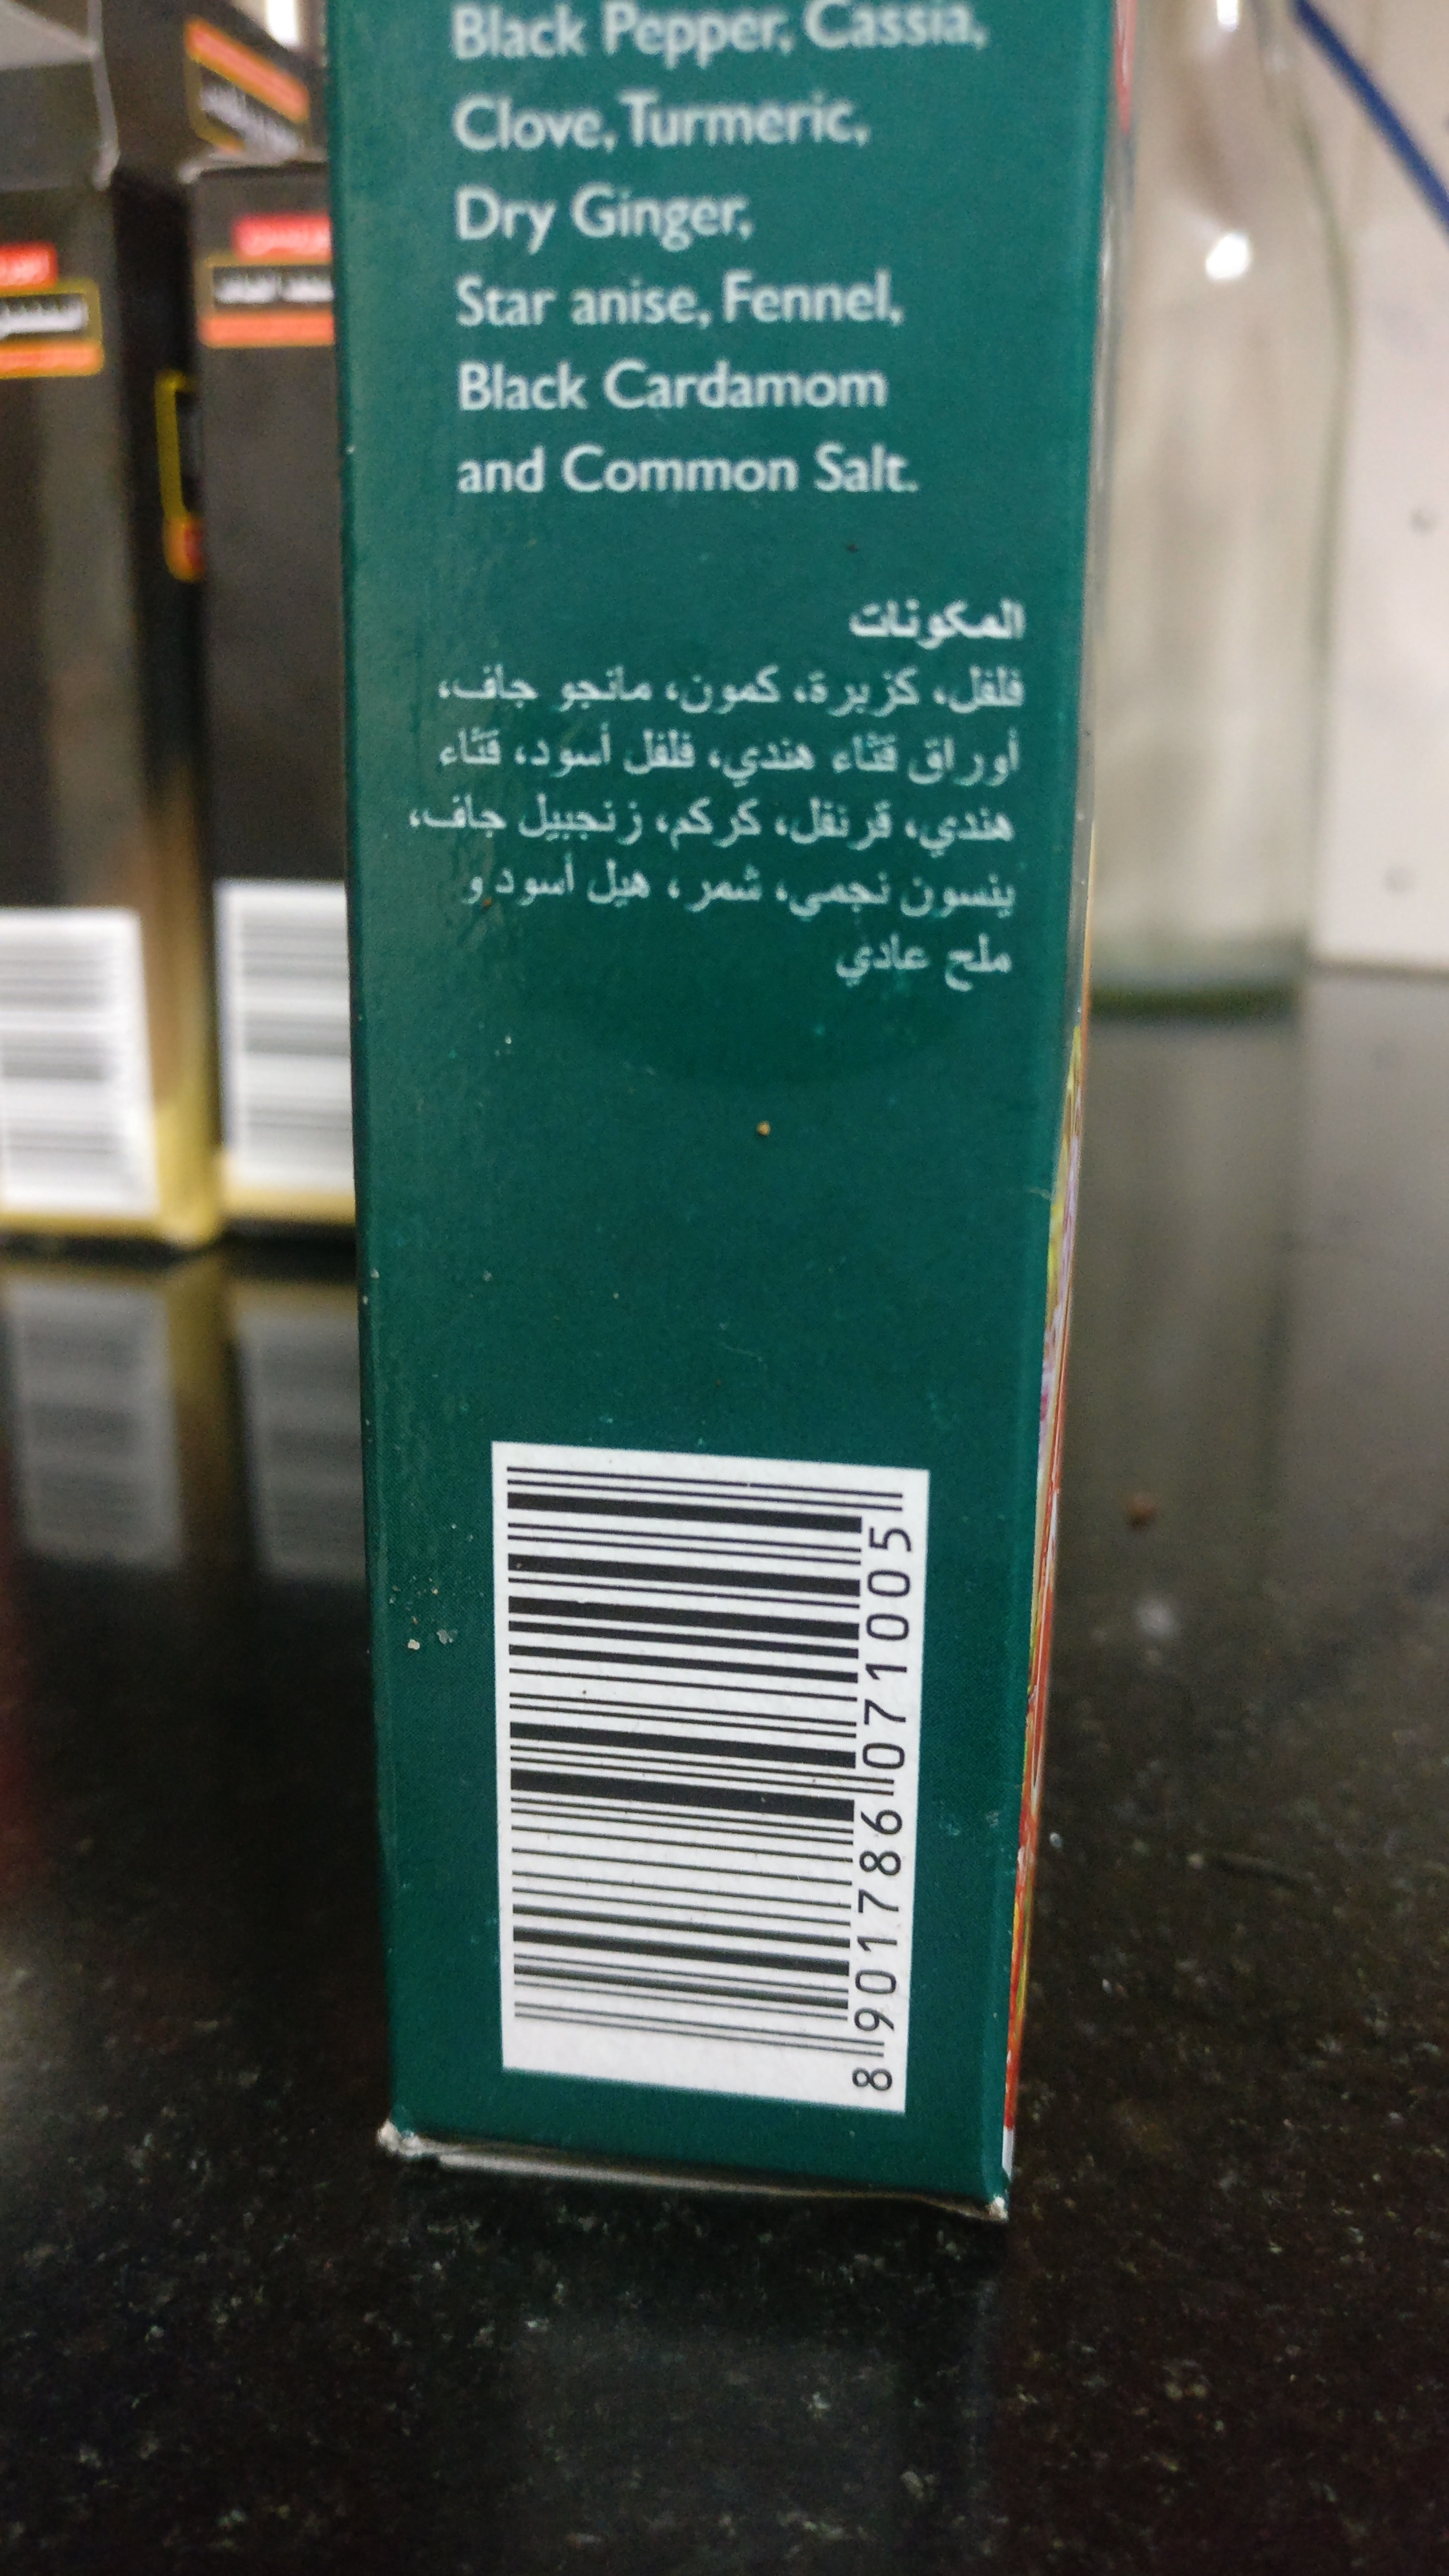 Black Pepper, Cassia,
Clove, Turmeric,
Dry Ginger,
Star anise, Fennel,
Black Cardamom
and Common Salt.
المكونات
فلفل، كزبرة، كمون، مانجو جاف،
أوراق قثاء هندي، فلفل أسود، قثاء
هندي، قرنفل، كركم، زنجبيل جاف،
ينسون نجمي، شمر، هيل أسود و
ملح عادي
8 901786 071005